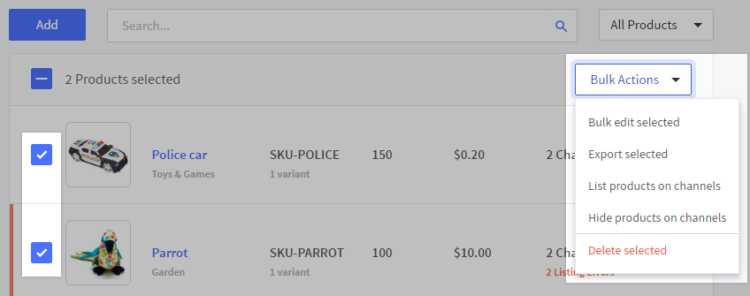 Add
Search...
All Products
2 Products selected
Bulk Actions
Bulk edit selected
Export selected
List products on channels
Hide products on channels
Delete selected
Police car
SKU-POLICE
150
$0.20
2 Cha
Toys & Games
1 variant
Parrot
SKU-PARROT
100
$10.00
2 Cha
Garden
1 variant
2 Listing Errors